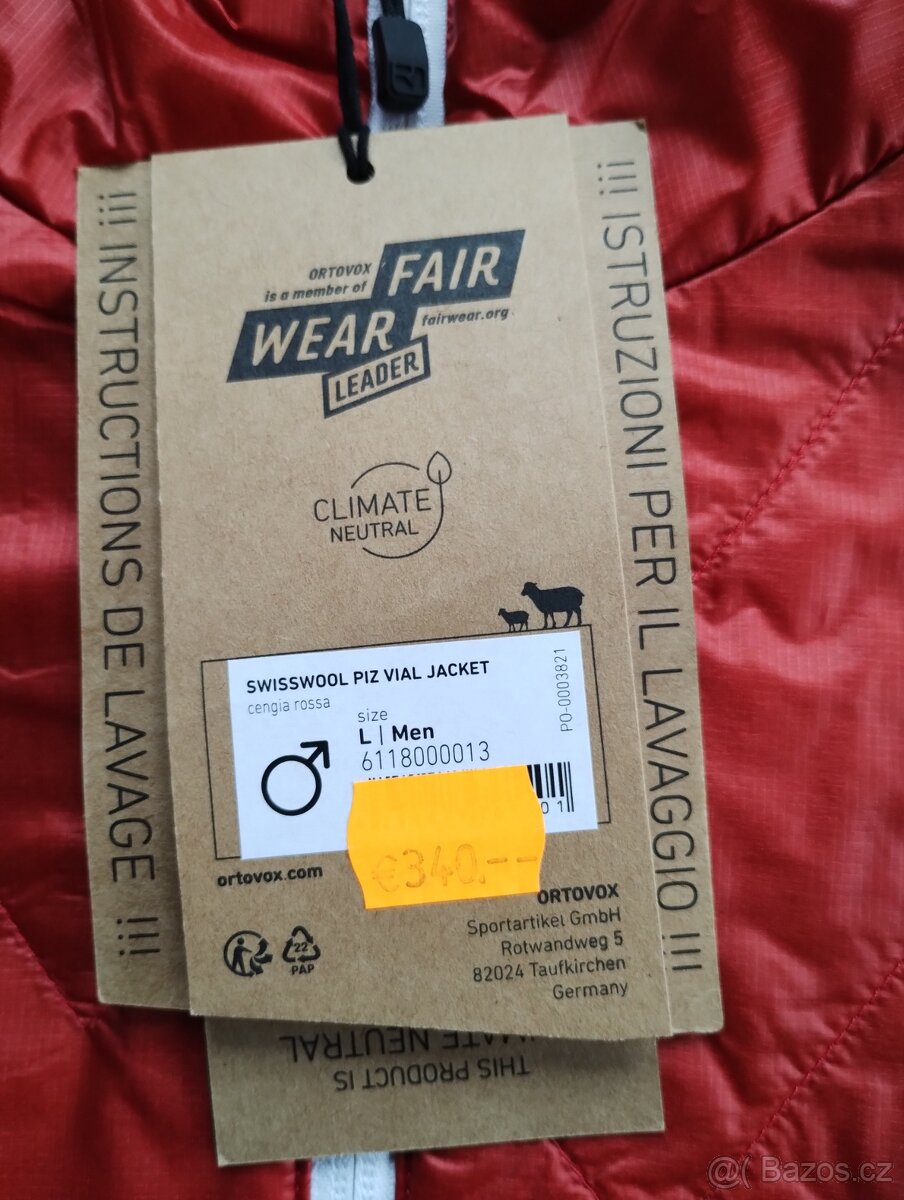 ORTOVOX
is a member of
FAIR
WEAR
fairwear.org
LEADER
CLIMATE
NEUTRAL
SWISSWOOL PIZ VIAL JACKET
cengia rossa
size
L | Men
6118000013
PO-0003821
01
€340.--
ortovox.com
ORTOVOX
Sportartikel GmbH
Rotwandweg 5
82024 Taufkirchen
Germany
22
PAP
!!! INSTRUCTIONS DE LAVAGE !!!
!!! ISTRUZIONI PER IL LAVAGGIO !!!
THIS PRODUCT IS
NEUTRAL
@( Bazos.cz